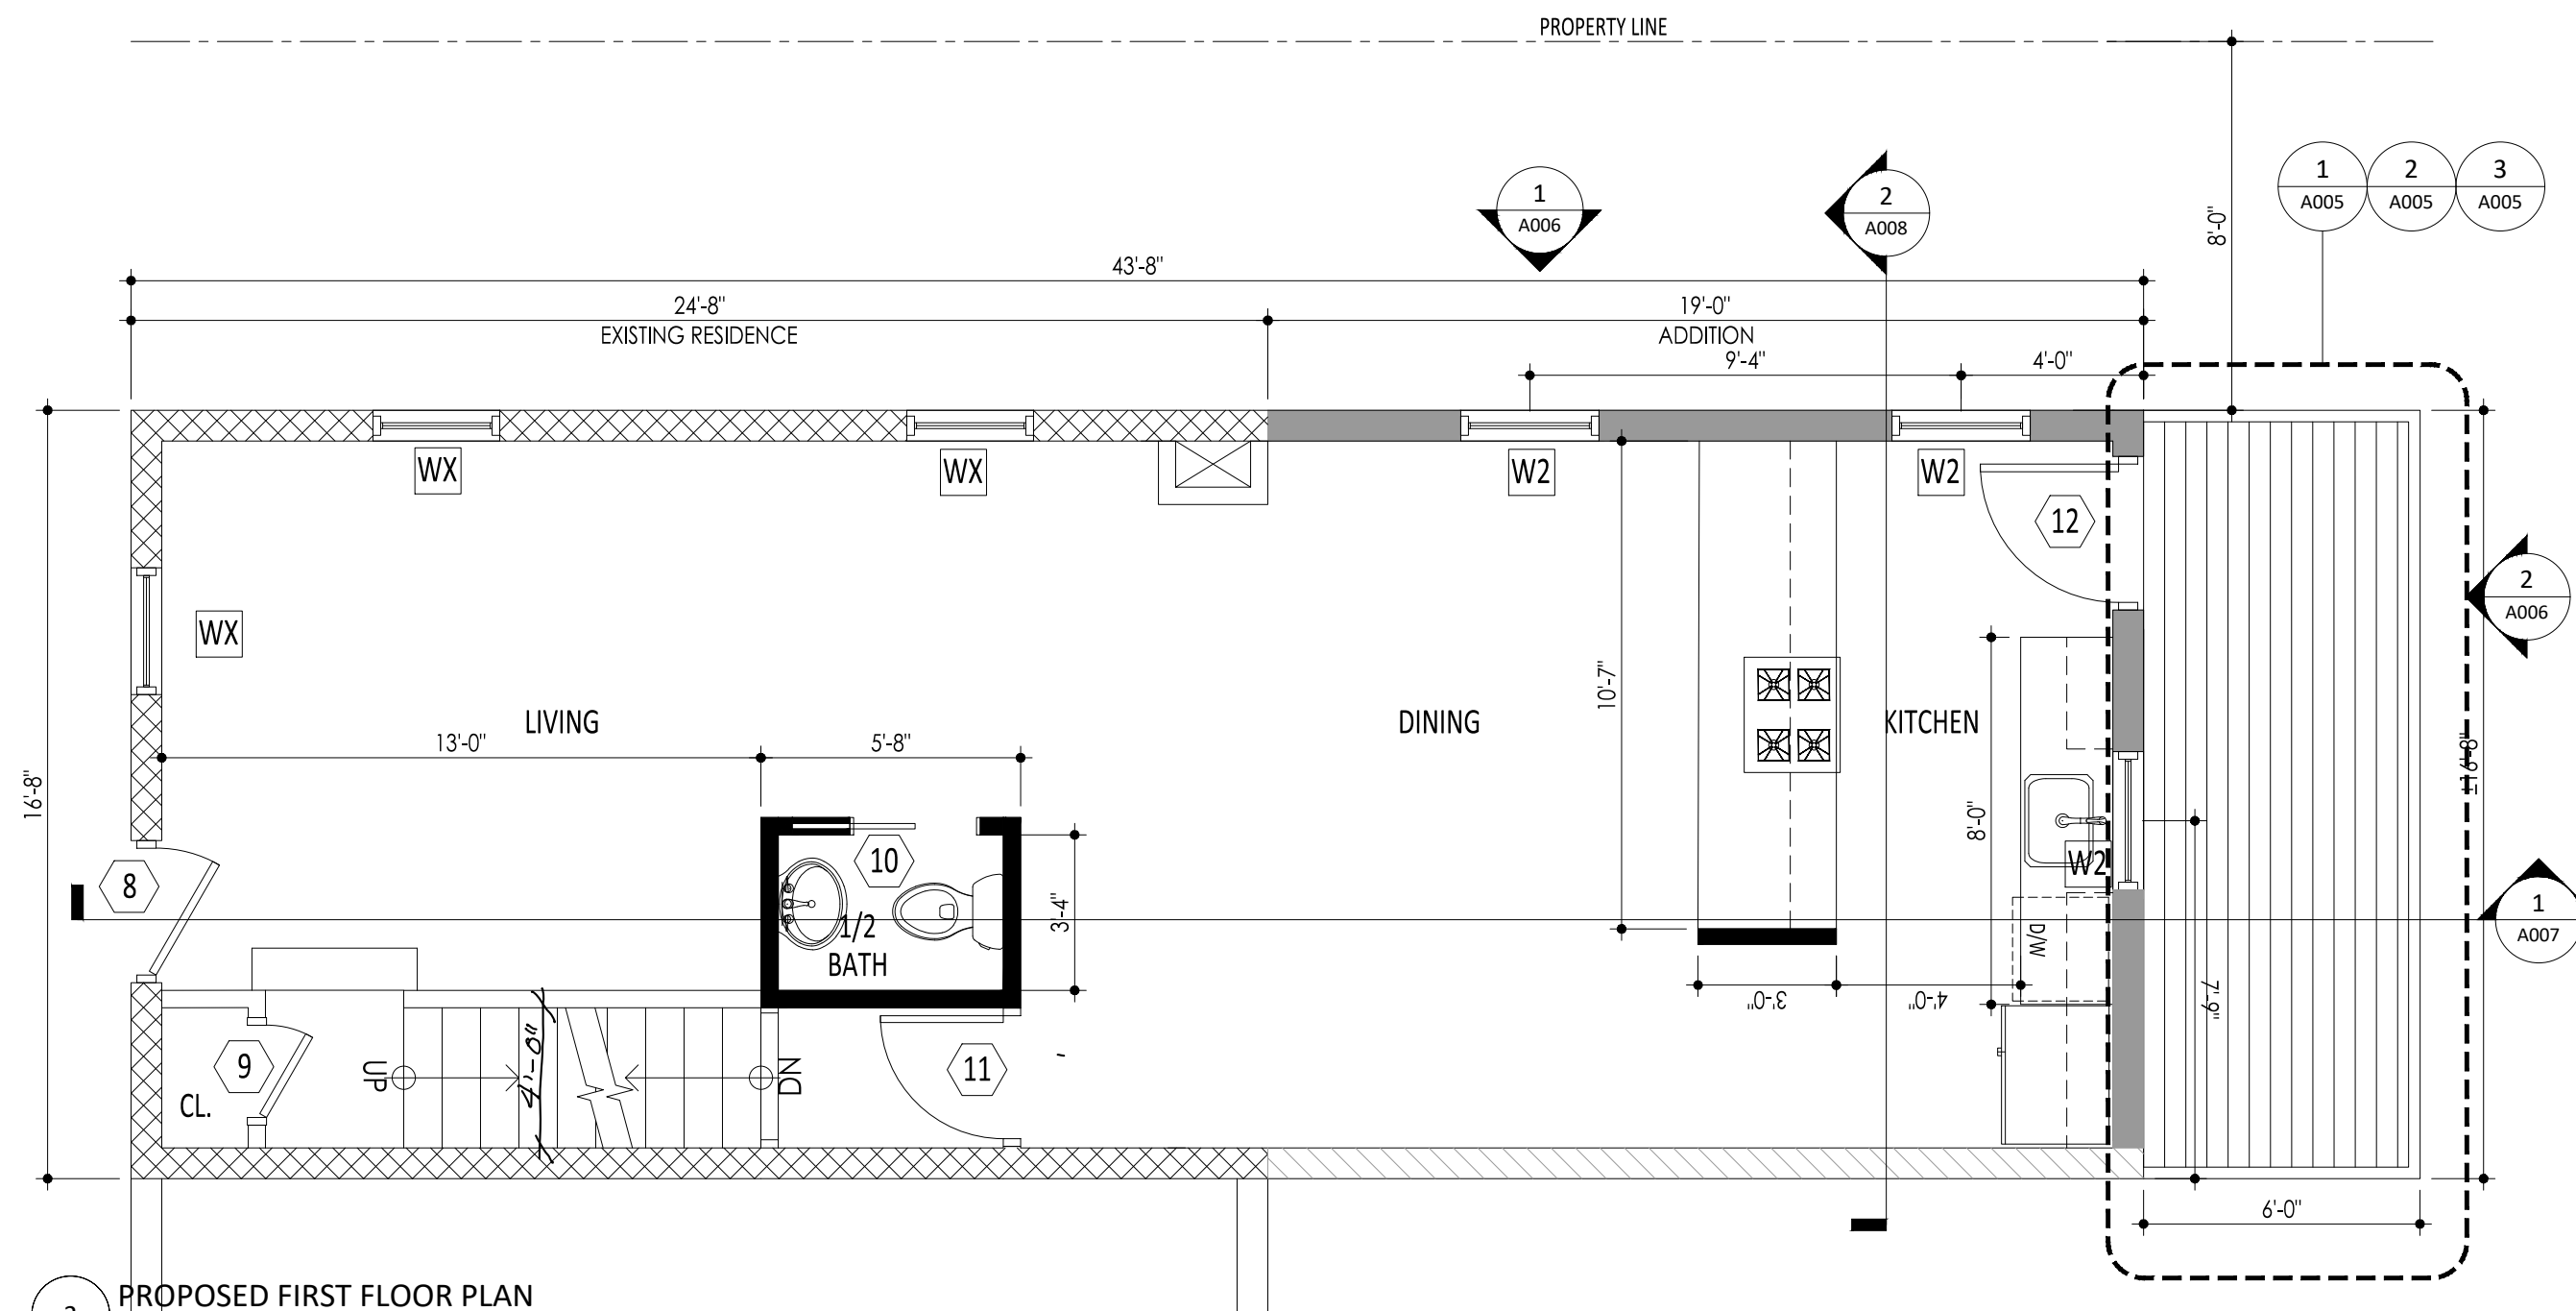 PROPERTY LINE
1
A005
2
A005
3
A005
1
A006
2
A008
8'-0"
43'-8"
24'-8"
19'-0"
EXISTING RESIDENCE
ADDITION
9'-4"
4'-0"
WX
WX
W2
W2
12
WX
2
A006
10'-7"
LIVING
DINING
KITCHEN
13'-0"
5'-8"
16'-8"
±16'-8"
8'-0"
10
W2
8
3'-4"
1/2
BATH
D/W
1
A007
3'-0"
4'-0"
7'-9"
9
UP
4'-8"
DN
11
CL.
6'-0"
PROPOSED FIRST FLOOR PLAN